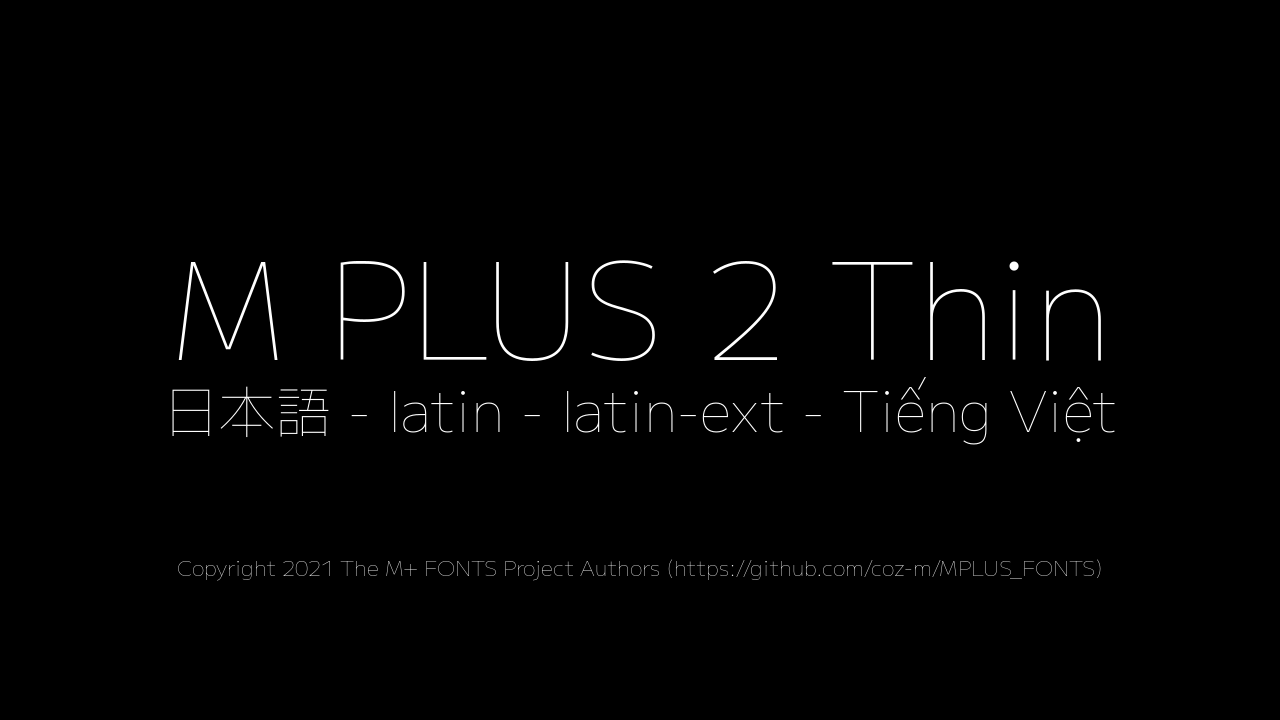 M PLUS 2 Thin
日本語 - latin - latin-ext - Tiếng Việt
Copyright 2021 The M+ FONTS Project Authors (https://github.com/coz-m/MPLUS_FONTS)